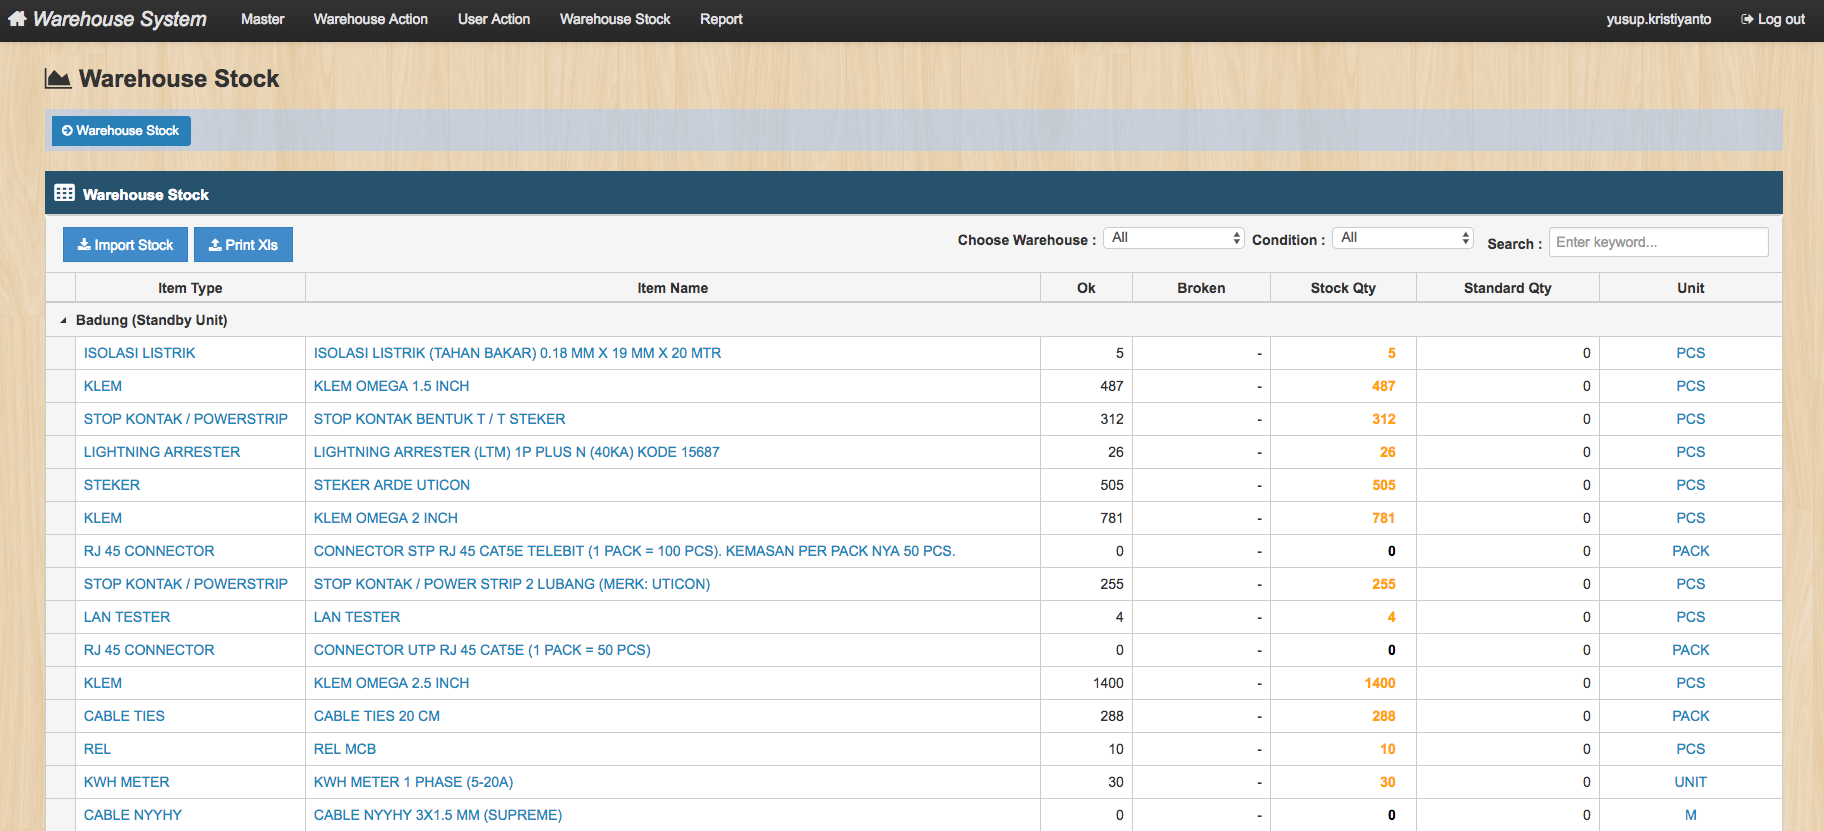 Warehouse System Master Warehouse Action User Action Warehouse Stock Report yusup.kristiyanto Log out
Warehouse Stock
Warehouse Stock
Warehouse Stock
Import Stock Print Xls Choose Warehouse : All Condition : All Search : Enter keyword...
Item Type Item Name Ok Broken Stock Qty Standard Qty Unit
Badung (Standby Unit)
ISOLASI LISTRIK ISOLASI LISTRIK (TAHAN BAKAR) 0.18 MM X 19 MM X 20 MTR 5 - 5 0 PCS
KLEM KLEM OMEGA 1.5 INCH 487 - 487 0 PCS
STOP KONTAK / POWERSTRIP STOP KONTAK BENTUK T / T STEKER 312 - 312 0 PCS
LIGHTNING ARRESTER LIGHTNING ARRESTER (LTM) 1P PLUS N (40KA) KODE 15687 26 - 26 0 PCS
STEKER STEKER ARDE UTICON 505 - 505 0 PCS
KLEM KLEM OMEGA 2 INCH 781 - 781 0 PCS
RJ 45 CONNECTOR CONNECTOR STP RJ 45 CAT5E TELEBIT (1 PACK = 100 PCS). KEMASAN PER PACK NYA 50 PCS. 0 - 0 0 PACK
STOP KONTAK / POWERSTRIP STOP KONTAK / POWER STRIP 2 LUBANG (MERK: UTICON) 255 - 255 0 PCS
LAN TESTER LAN TESTER 4 - 4 0 PCS
RJ 45 CONNECTOR CONNECTOR UTP RJ 45 CAT5E (1 PACK = 50 PCS) 0 - 0 0 PACK
KLEM KLEM OMEGA 2.5 INCH 1400 - 1400 0 PCS
CABLE TIES CABLE TIES 20 CM 288 - 288 0 PACK
REL REL MCB 10 - 10 0 PCS
KWH METER KWH METER 1 PHASE (5-20A) 30 - 30 0 UNIT
CABLE NYYHY CABLE NYYHY 3X1.5 MM (SUPREME) 0 - 0 0 M